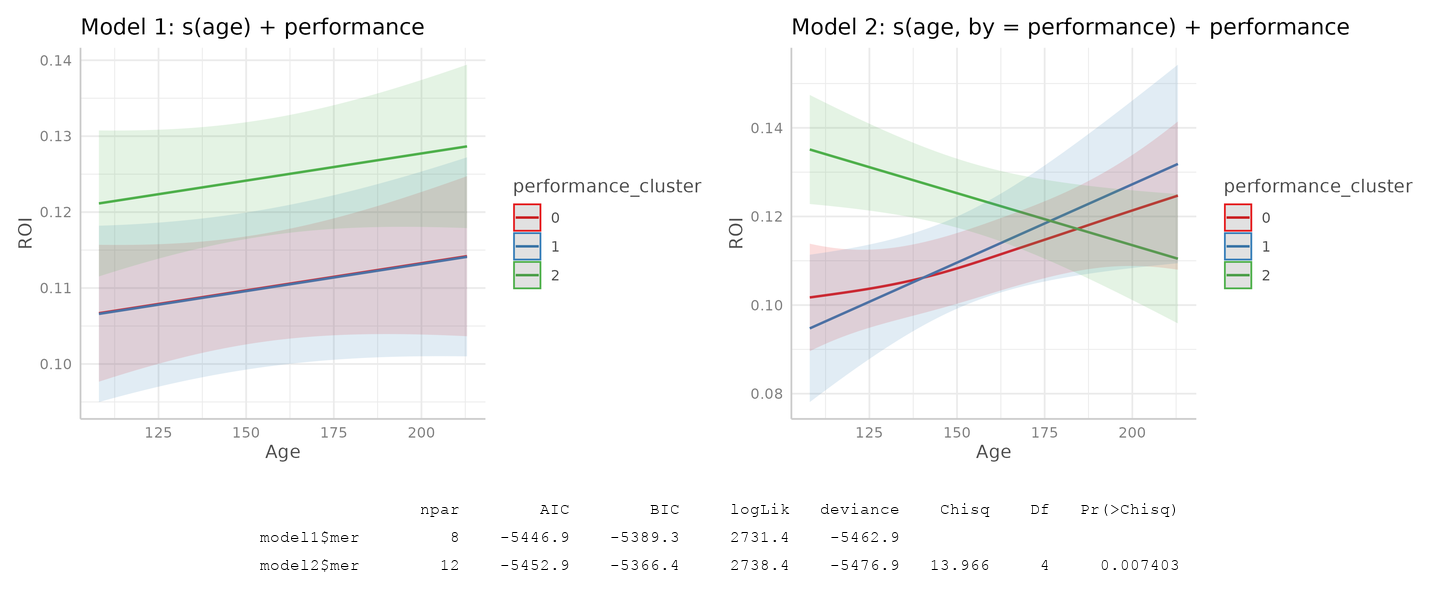 Model 1: s(age) + performance
0.14
0.13
0.12
0.11
0.10
ROI
125 150 175 200
Age
performance_cluster
0
1
2
Model 2: s(age, by = performance) + performance
0.14
0.12
0.10
0.08
ROI
125 150 175 200
Age
performance_cluster
0
1
2
npar AIC BIC logLik deviance Chisq Df Pr(>Chisq)
model1$mer 8 -5446.9 -5389.3 2731.4 -5462.9
model2$mer 12 -5452.9 -5366.4 2738.4 -5476.9 13.966 4 0.007403